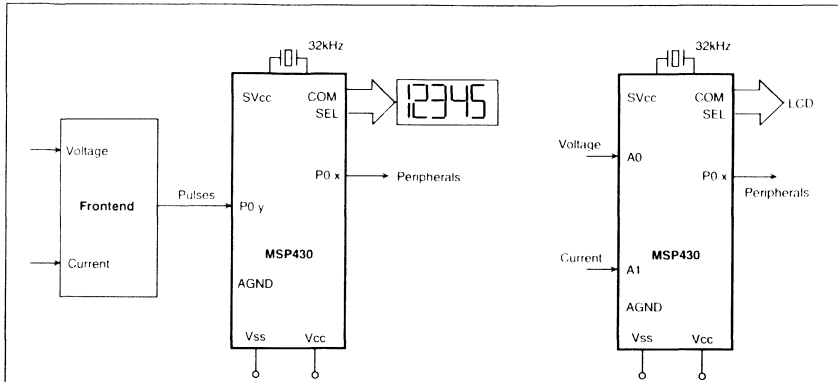 32kHz
SVcc
COM
SEL
12345
Voltage
Frontend
Current
Pulses
P0 y
P0 x
Peripherals
MSP430
AGND
Vss
Vcc
32kHz
SVcc
COM
SEL
LCD
Voltage
A0
P0 x
Peripherals
Current
A1
MSP430
AGND
Vss
Vcc